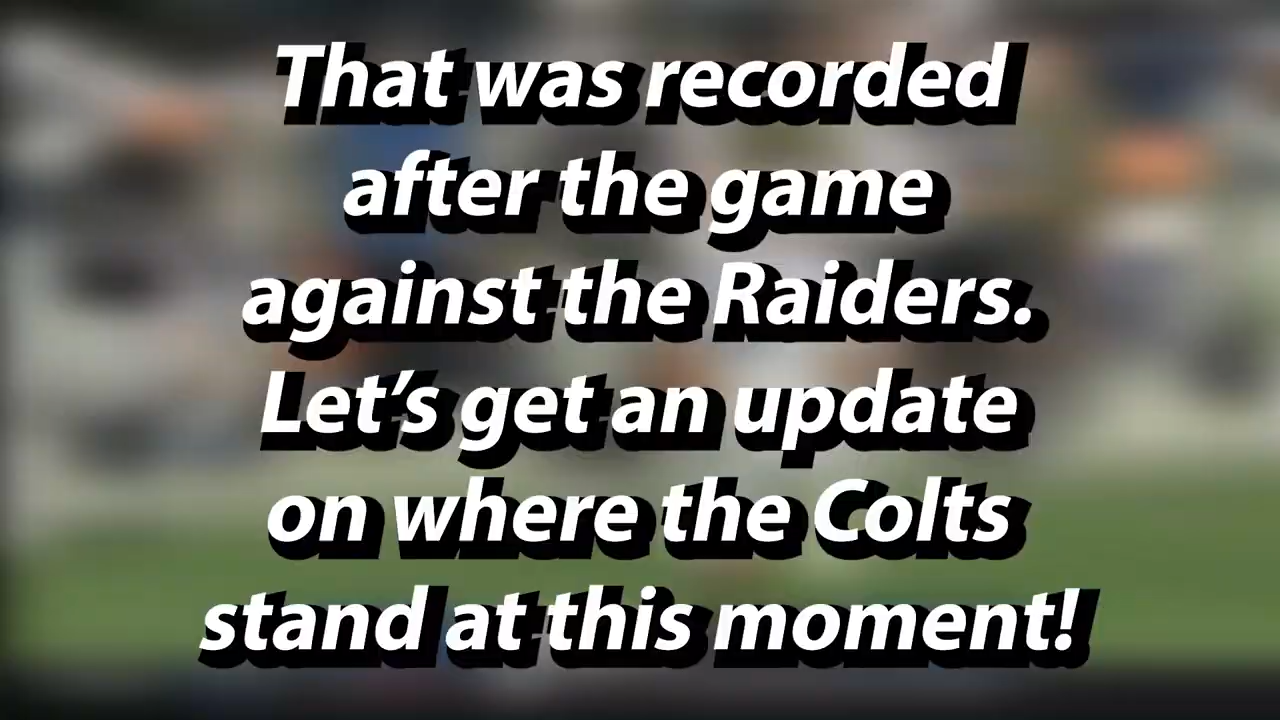 That was recorded
after the game
against the Raiders.
Let’s get an update
on where the Colts
stand at this moment!